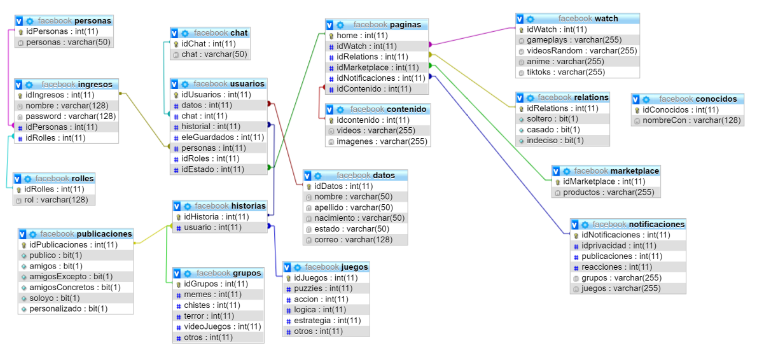 facebook personas
idPersonas : int(11)
personas : varchar(50)
facebook ingresos
idIngresos : int(11)
nombre : varchar(128)
password : varchar(128)
idPersonas : int(11)
idRolles : int(11)
facebook rolles
idRolles : int(11)
rol : varchar(128)
facebook publicaciones
idPublicaciones : int(11)
publico : bit(1)
amigos : bit(1)
amigosExcepto : bit(1)
amigosConcretos : bit(1)
soloyo : bit(1)
personalizado : bit(1)
facebook chat
idChat : int(11)
chat : varchar(50)
facebook usuarios
idUsuarios : int(11)
datos : int(11)
chat : int(11)
historial : int(11)
eleGuardados : int(11)
personas : int(11)
idRoles : int(11)
idEstado : int(11)
facebook historias
idHistoria : int(11)
usuario : int(11)
facebook grupos
idGrupos : int(11)
memes : int(11)
chistes : int(11)
terror : int(11)
videoJuegos : int(11)
otros : int(11)
facebook juegos
idJuegos : int(11)
puzzles : int(11)
accion : int(11)
logica : int(11)
estrategia : int(11)
otros : int(11)
facebook paginas
home : int(11)
idWatch : int(11)
idRelations : int(11)
idMarketplace : int(11)
idNotificaciones : int(11)
idContenido : int(11)
facebook contenido
idcontenido : int(11)
videos : varchar(255)
imagenes : varchar(255)
facebook datos
idDatos : int(11)
nombre : varchar(50)
apellido : varchar(50)
nacimiento : varchar(50)
estado : varchar(50)
correo : varchar(128)
facebook watch
idWatch : int(11)
gameplays : varchar(255)
videosRandom : varchar(255)
anime : varchar(255)
tiktoks : varchar(255)
facebook relations
idRelations : int(11)
soltero : bit(1)
casado : bit(1)
indeciso : bit(1)
facebook conocidos
idConocidos : int(11)
nombreCon : varchar(128)
facebook marketplace
idMarketplace : int(11)
productos : varchar(255)
facebook notificaciones
idNotificaciones : int(11)
idprivacidad : int(11)
publicaciones : int(11)
reacciones : int(11)
grupos : varchar(255)
juegos : varchar(255)